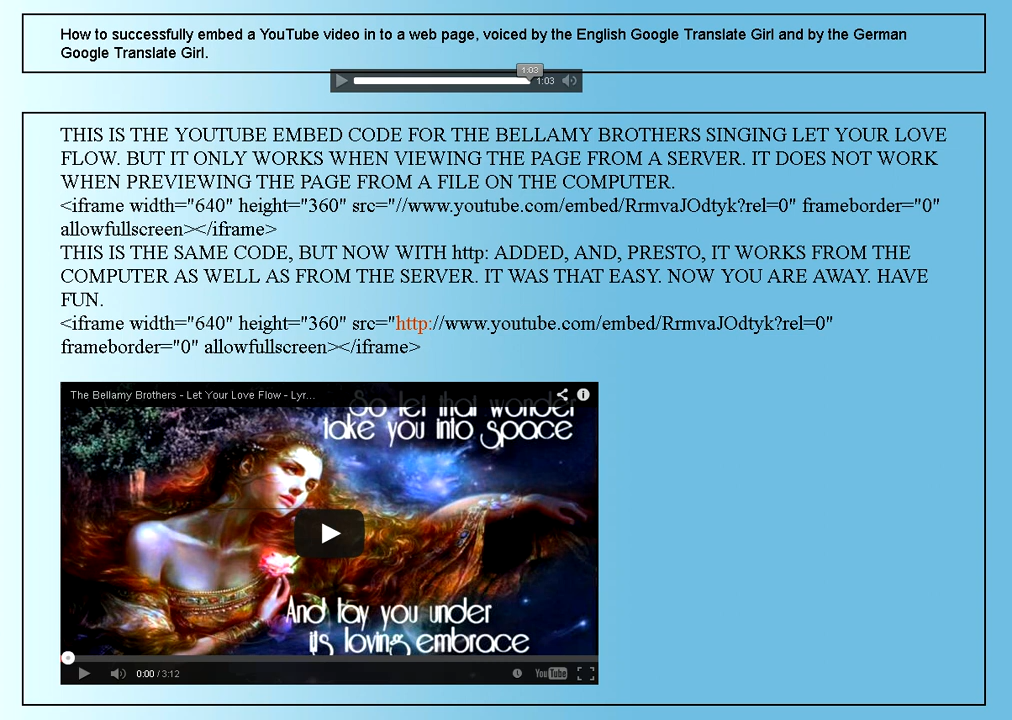 How to successfully embed a YouTube video in to a web page, voiced by the English Google Translate Girl and by the German
Google Translate Girl.
1:03
1:03
THIS IS THE YOUTUBE EMBED CODE FOR THE BELLAMY BROTHERS SINGING LET YOUR LOVE
FLOW. BUT IT ONLY WORKS WHEN VIEWING THE PAGE FROM A SERVER. IT DOES NOT WORK
WHEN PREVIEWING THE PAGE FROM A FILE ON THE COMPUTER.
<iframe width="640" height="360" src="//www.youtube.com/embed/RrmvaJOdtyk?rel=0" frameborder="0"
allowfullscreen></iframe>
THIS IS THE SAME CODE, BUT NOW WITH http: ADDED, AND, PRESTO, IT WORKS FROM THE
COMPUTER AS WELL AS FROM THE SERVER. IT WAS THAT EASY. NOW YOU ARE AWAY. HAVE
FUN.
<iframe width="640" height="360" src="http://www.youtube.com/embed/RrmvaJOdtyk?rel=0"
frameborder="0" allowfullscreen></iframe>
The Bellamy Brothers - Let Your Love Flow - Lyr...
So let that wonder
take you into space
And lay you under
its loving embrace
0:00 / 3:12
YouTube